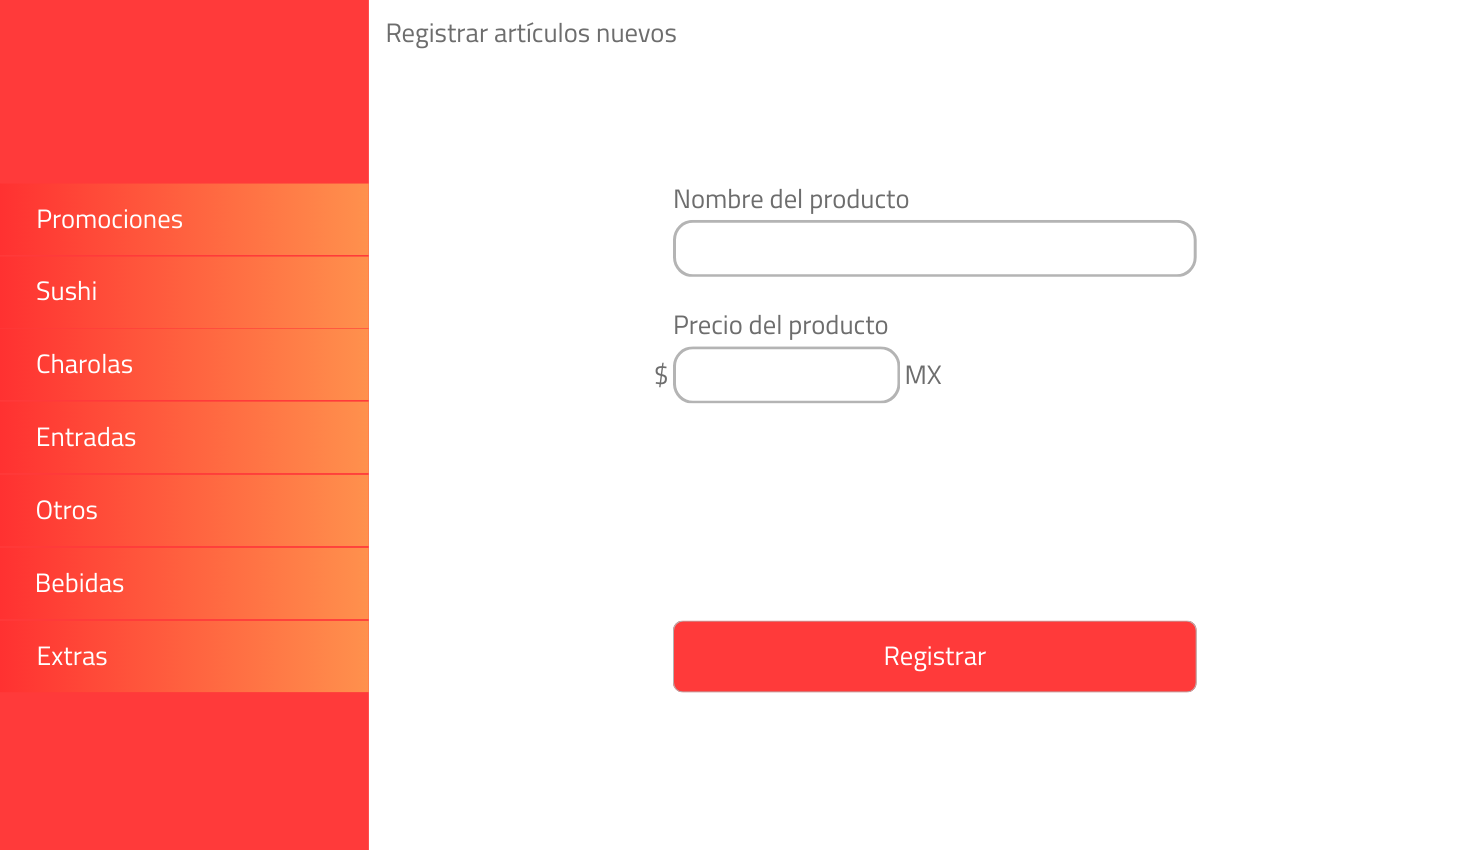 Registrar artículos nuevos
Promociones
Sushi
Charolas
Entradas
Otros
Bebidas
Extras
Nombre del producto
Precio del producto
$ MX
Registrar